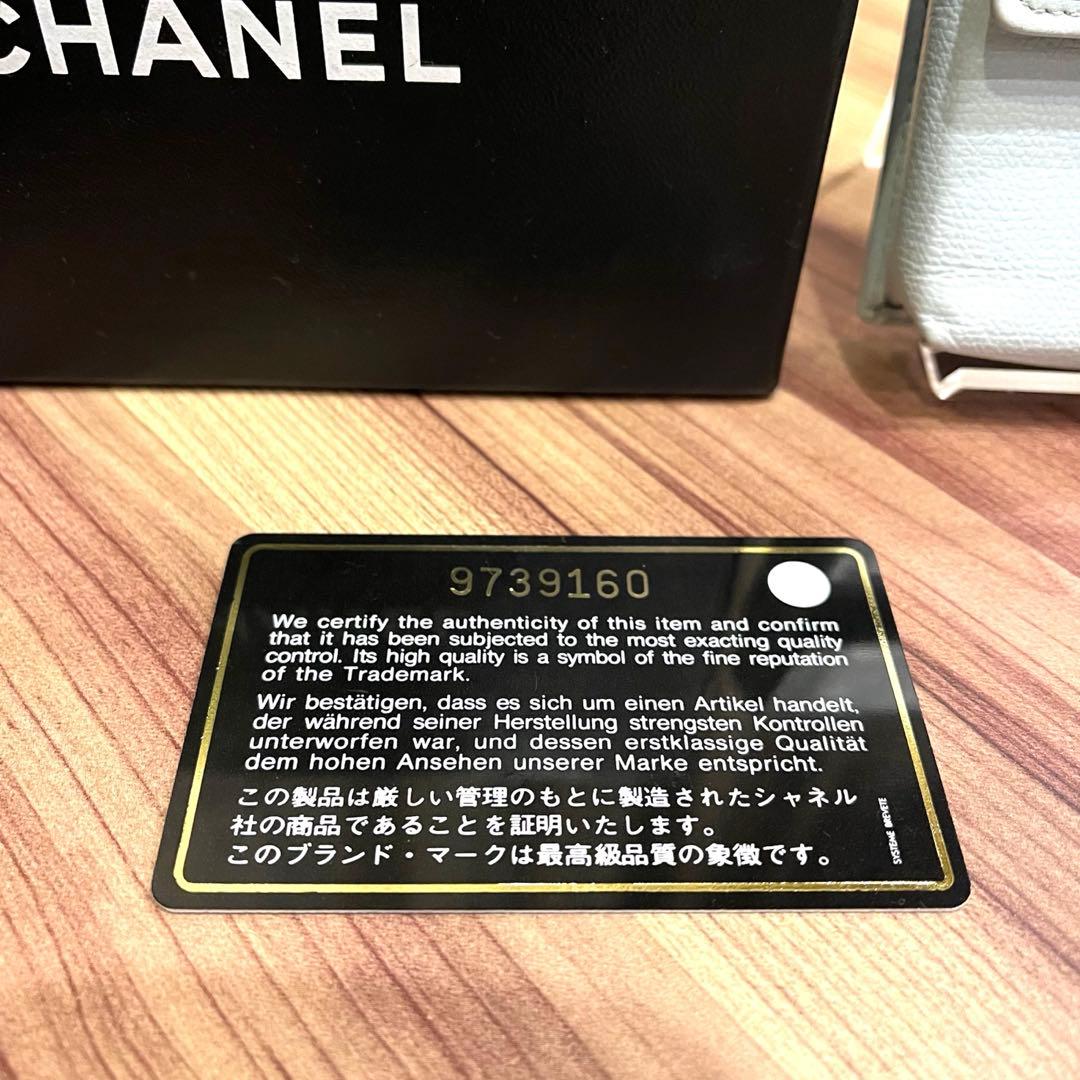 CHANEL
9739160
We certify the authenticity of this item and confirm
that it has been subjected to the most exacting quality
control. Its high quality is a symbol of the fine reputation
of the Trademark.
Wir bestätigen, dass es sich um einen Artikel handelt,
der während seiner Herstellung strengsten Kontrollen
unterworfen war, und dessen erstklassige Qualität
dem hohen Ansehen unserer Marke entspricht.
この製品は厳しい管理のもとに製造されたシャネル
社の商品であることを証明いたします。
このブランド・マークは最高級品質の象徴です。
SYSTEME BREVETE